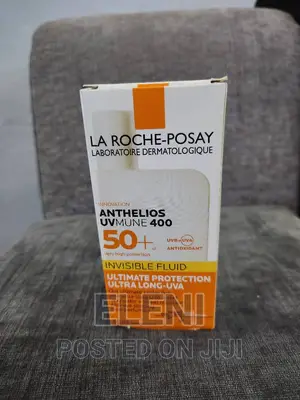 LA ROCHE-POSAY
LABORATOIRE DERMATOLOGIQUE
ANTHELIOS
UVMUNE 400
50+
INVISIBLE FLUID
ULTIMATE PROTECTION
ULTRA LONG-UVA
ELENI
POSTED ON JIJI